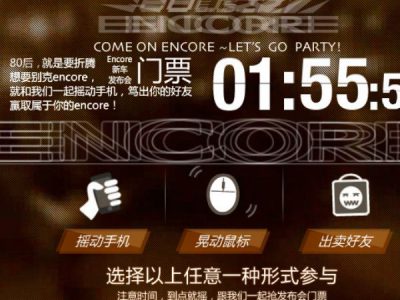 ENCORE
COME ON ENCORE ~LET'S GO PARTY!
80后,就是要折腾
想要别克encore,
就和我们一起摇动手机,骂出你的好友
赢取属于你的encore!
Encore
新车
发布会
门票
01:55:5
ENCORE
摇动手机
晃动鼠标
出卖好友
选择以上任意一种形式参与
注意时间,到点就摇,跟我们一起抢发布会门票